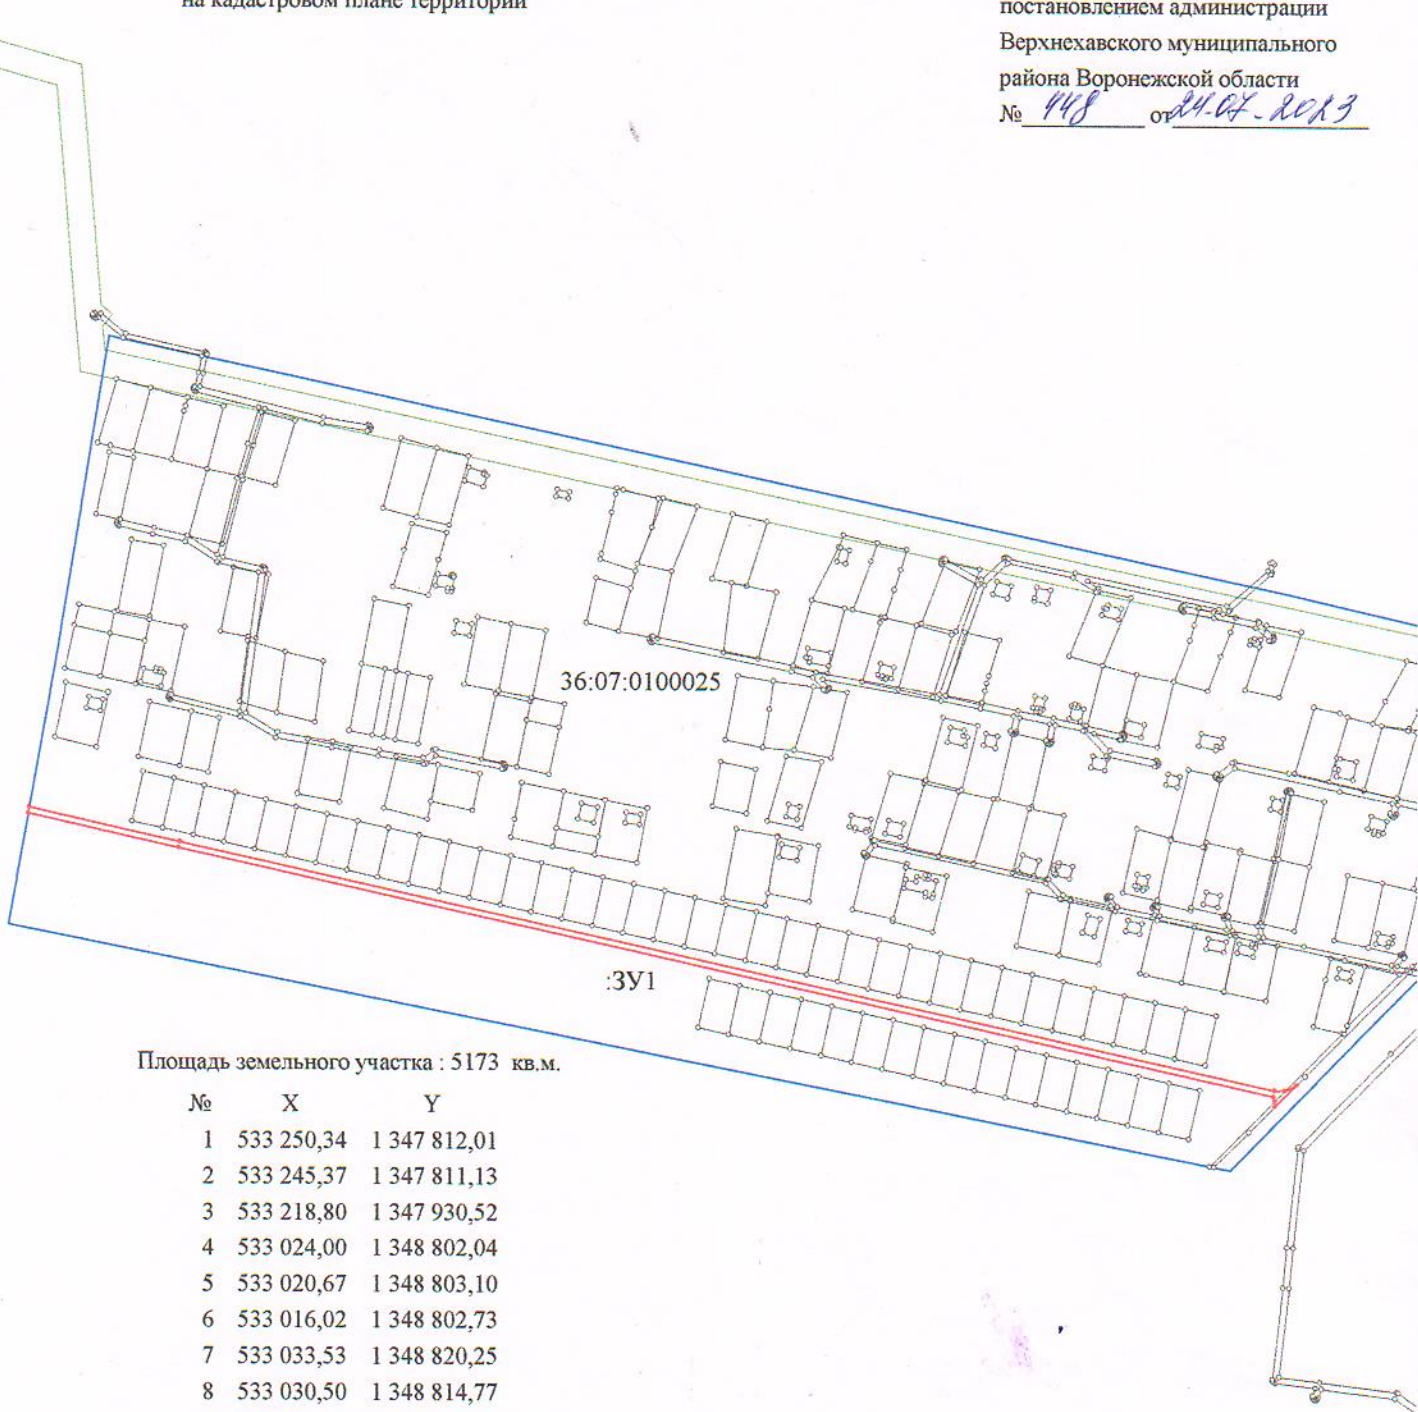 на кадастровом плане территории
постановлением администрации
Верхнехавского муниципального
района Воронежской области
№ 448 от 24-07-2023
36:07:0100025
:ЗУ1
Площадь земельного участка : 5173 кв.м.
№ X Y
1 533 250,34 1 347 812,01
2 533 245,37 1 347 811,13
3 533 218,80 1 347 930,52
4 533 024,00 1 348 802,04
5 533 020,67 1 348 803,10
6 533 016,02 1 348 802,73
7 533 033,53 1 348 820,25
8 533 030,50 1 348 814,77